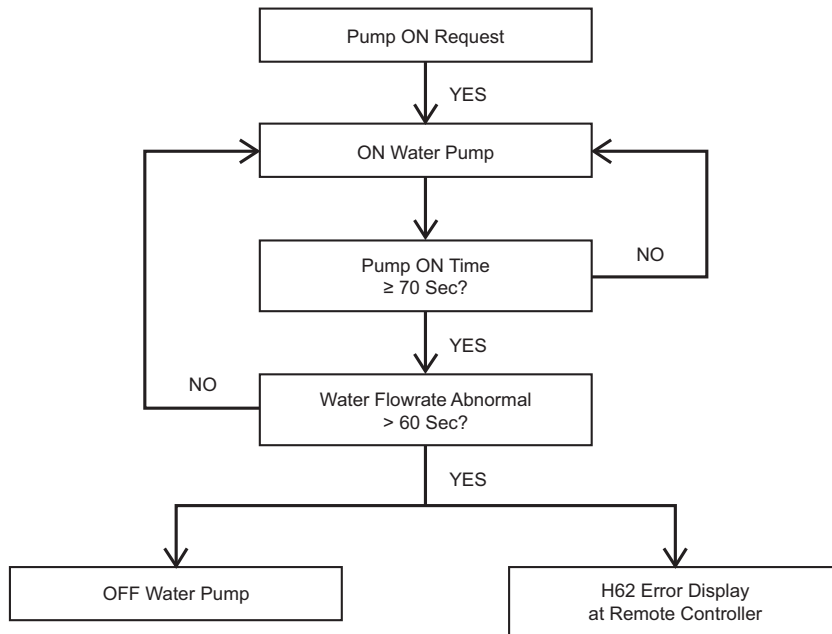 Pump ON Request
YES
ON Water Pump
Pump ON Time
≥ 70 Sec?
NO
YES
Water Flowrate Abnormal
> 60 Sec?
NO
YES
OFF Water Pump
H62 Error Display
at Remote Controller